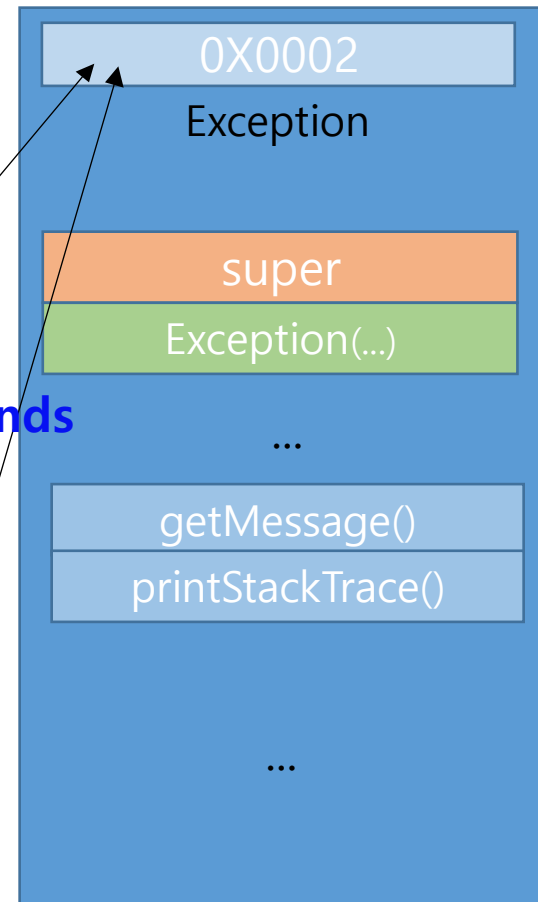 0X0002
Exception
super
Exception(...)
nds
...
getMessage()
printStackTrace()
...